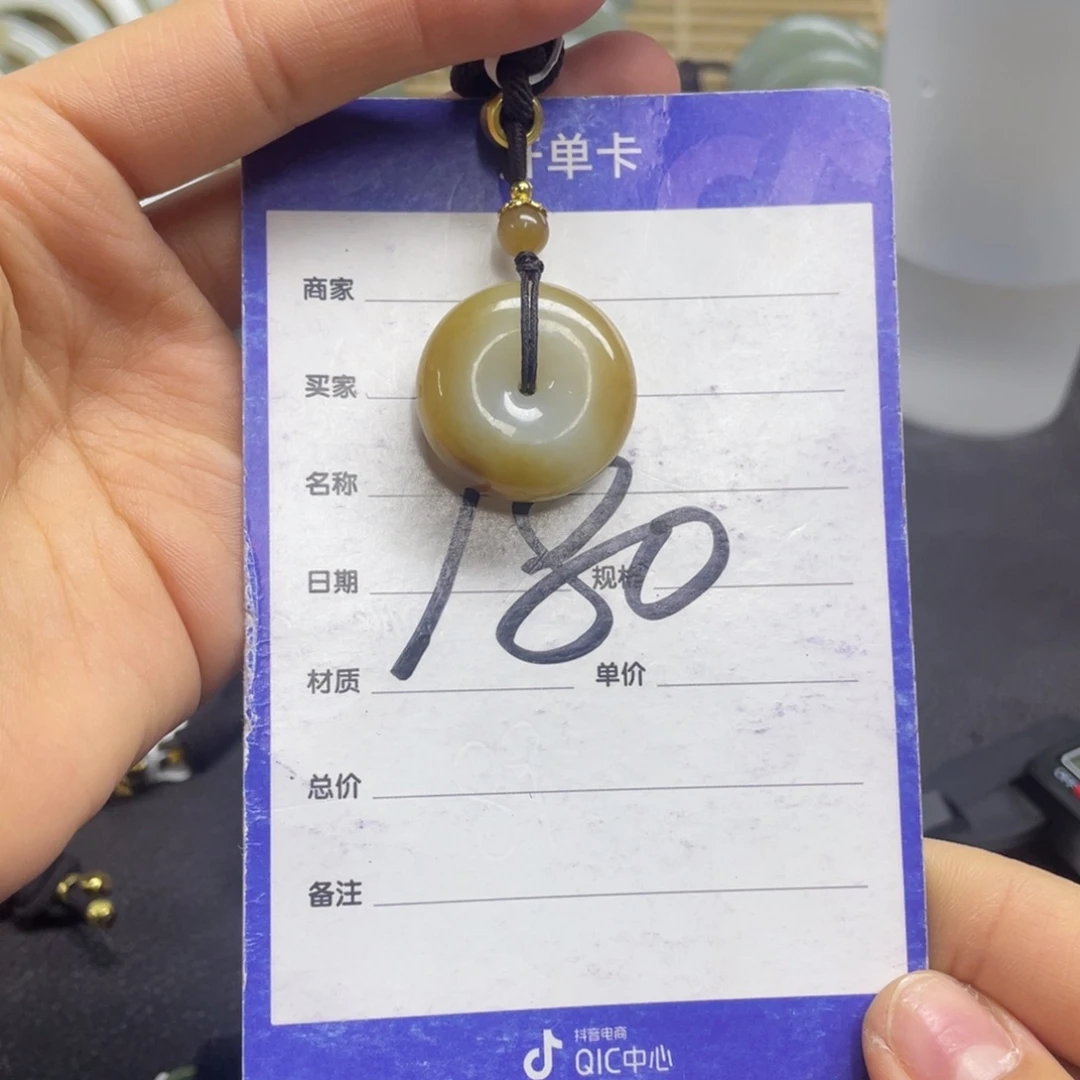 单卡
商家
买家
名称
180
日期 规格
材质 单价
总价
备注
抖音电商
QIC中心